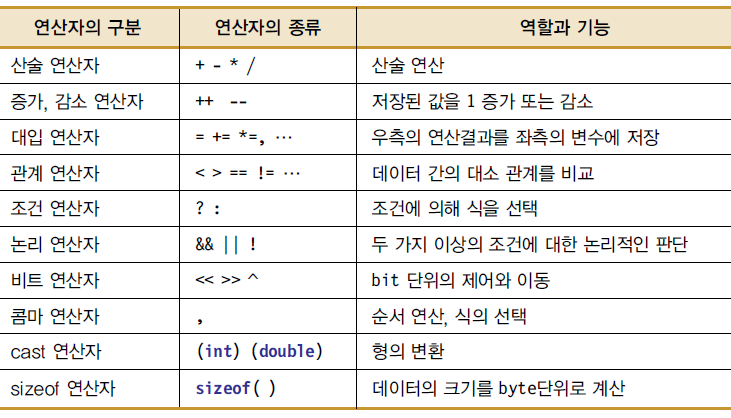 연산자의 구분 연산자의 종류 역할과 기능
산술 연산자 + - * / 산술 연산
증가, 감소 연산자 ++ -- 저장된 값을 1 증가 또는 감소
대입 연산자 = += *=, … 우측의 연산결과를 좌측의 변수에 저장
관계 연산자 < > == != … 데이터 간의 대소 관계를 비교
조건 연산자 ? : 조건에 의해 식을 선택
논리 연산자 && || ! 두 가지 이상의 조건에 대한 논리적인 판단
비트 연산자 << >> ^ bit 단위의 제어와 이동
콤마 연산자 , 순서 연산, 식의 선택
cast 연산자 (int) (double) 형의 변환
sizeof 연산자 sizeof( ) 데이터의 크기를 byte단위로 계산